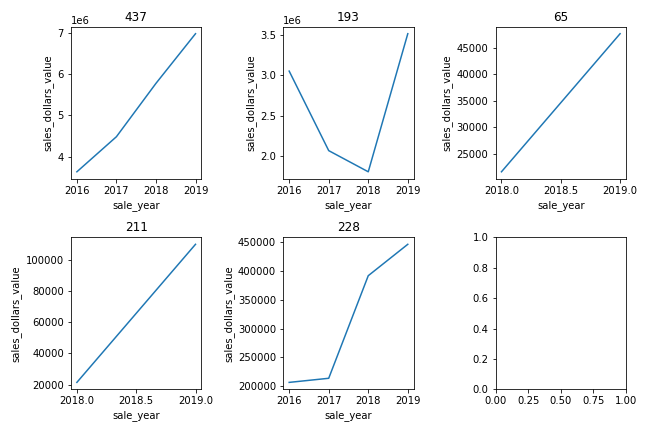 437
1e6
7
6
5
4
sales_dollars_value
2016 2017 2018 2019
sale_year
193
1e6
3.5
3.0
2.5
2.0
sales_dollars_value
2016 2017 2018 2019
sale_year
65
45000
40000
35000
30000
25000
sales_dollars_value
2018.0 2018.5 2019.0
sale_year
211
100000
80000
60000
40000
20000
sales_dollars_value
2018.0 2018.5 2019.0
sale_year
228
450000
400000
350000
300000
250000
200000
sales_dollars_value
2016 2017 2018 2019
sale_year
1.0
0.8
0.6
0.4
0.2
0.0
0.00 0.25 0.50 0.75 1.00